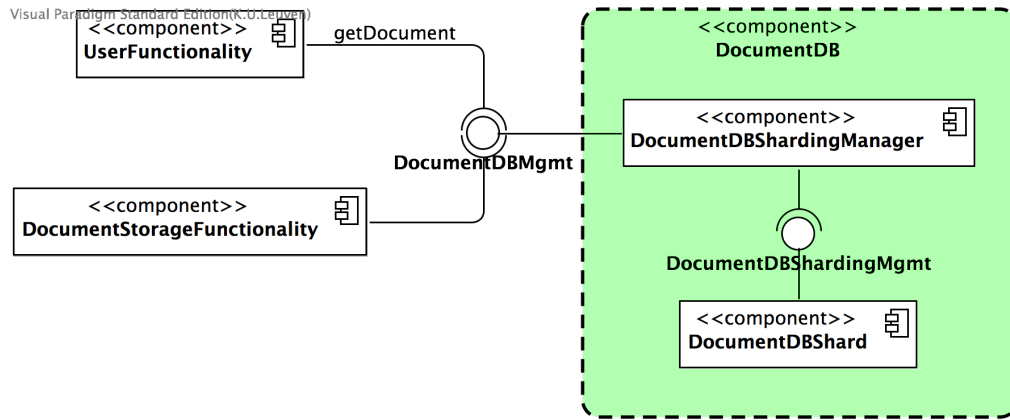 Visual Paradigm Standard Edition(K.U.Leuven)
<<component>>
UserFunctionality
getDocument
<<component>>
DocumentDB
<<component>>
DocumentDBShardingManager
DocumentDBMgmt
<<component>>
DocumentStorageFunctionality
DocumentDBShardingMgmt
<<component>>
DocumentDBShard